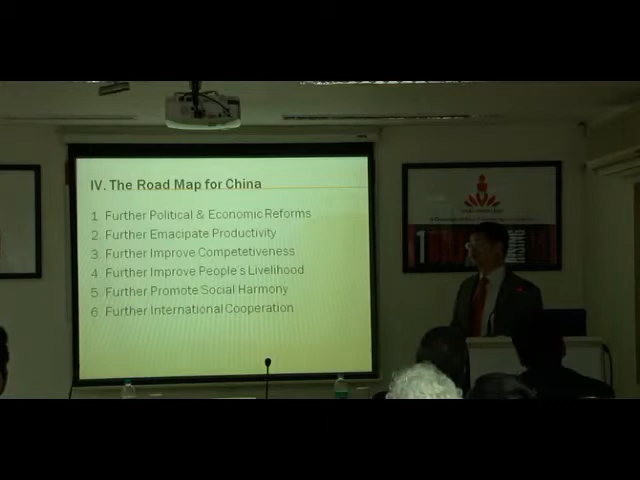 IV. The Road Map for China
1 Further Political & Economic Reforms
2. Further Emacipate Productivity
3 Further Improve Competetiveness
4 Further Improve People's Livelihood
5 Further Promote Social Harmony
6. Further International Cooperation